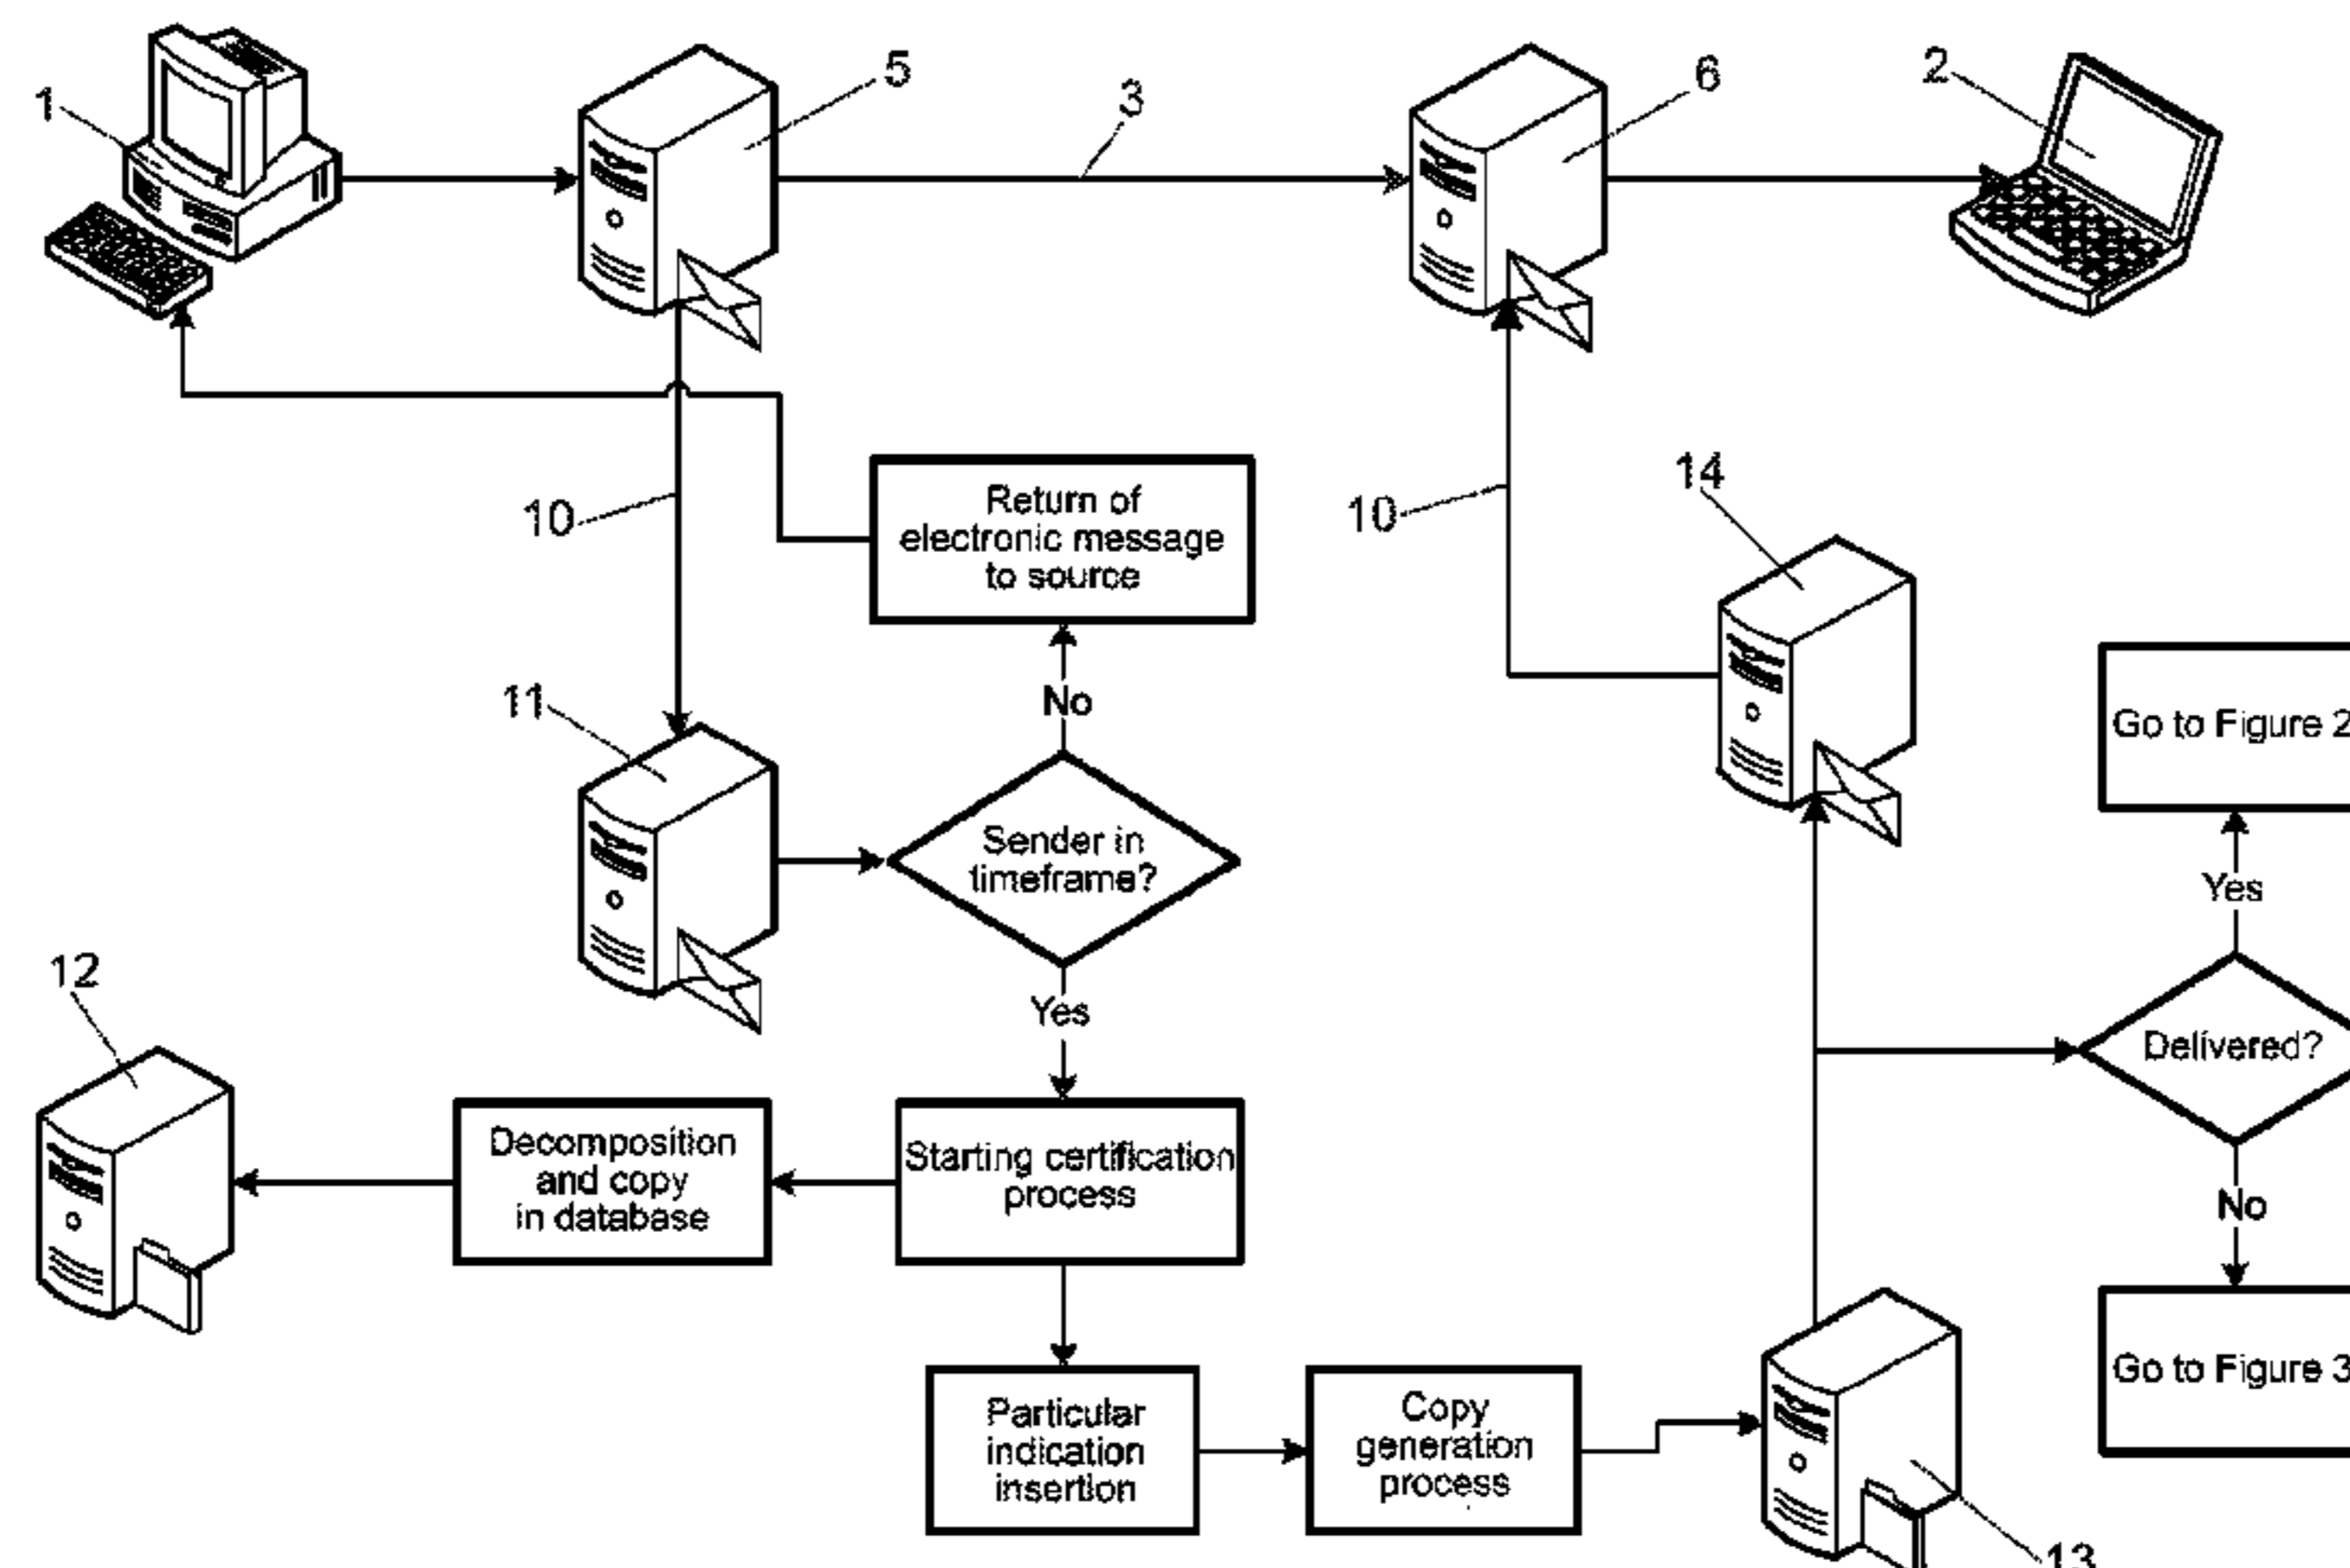 1
5
3
6
2
10
Return of
electronic message
to source
10
14
11
No
Go to Figure 2
Sender in
timeframe?
Yes
12
Yes
Delivered?
Decomposition
and copy
in database
Starting certification
process
No
Particular
indication
insertion
Copy
generation
process
Go to Figure 3
13